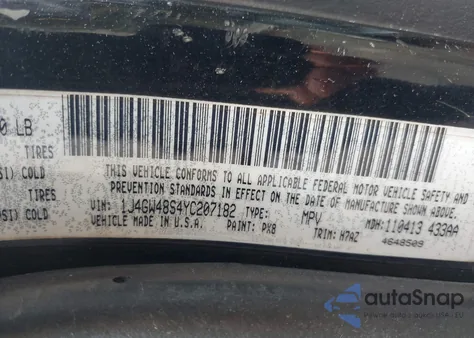 0 LB
TIRES
SI) COLD
TIRES
SI) COLD
THIS VEHICLE CONFORMS TO ALL APPLICABLE FEDERAL MOTOR VEHICLE SAFETY AND
THEFT PREVENTION STANDARDS IN EFFECT ON THE DATE OF MANUFACTURE SHOWN ABOVE.
VIN: 1J4GW48S4YC207182 TYPE: MPV MDH: 110413 433AA
VEHICLE MADE IN U.S.A. PAINT: PX8 TRIM: H7AZ 4648509
autoSnap